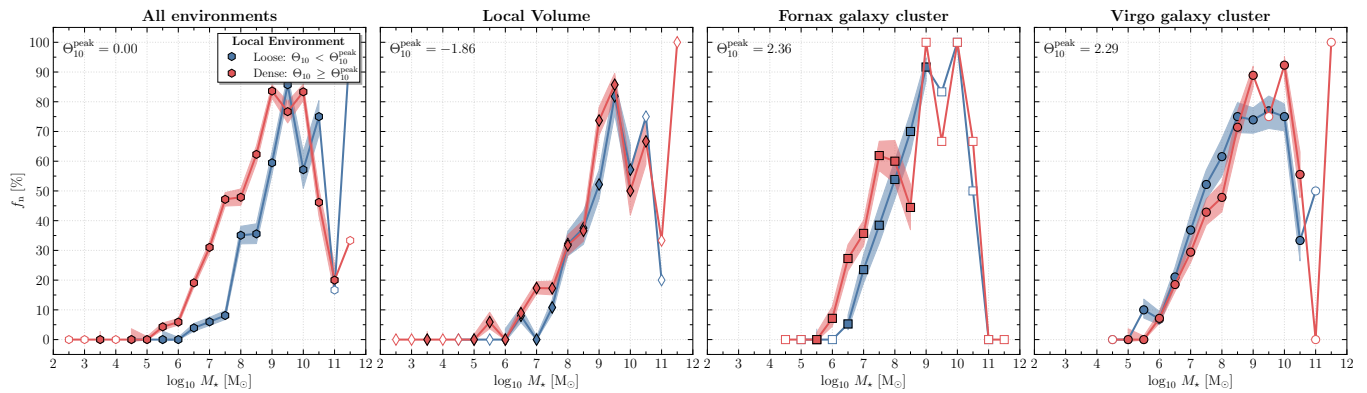 All environments
Local Volume
Fornax galaxy cluster
Virgo galaxy cluster
Θ₁₀ᵖᵉᵃᵏ = 0.00
Local Environment
Loose: Θ₁₀ < Θ₁₀ᵖᵉᵃᵏ
Dense: Θ₁₀ ≥ Θ₁₀ᵖᵉᵃᵏ
Θ₁₀ᵖᵉᵃᵏ = −1.86
Θ₁₀ᵖᵉᵃᵏ = 2.36
Θ₁₀ᵖᵉᵃᵏ = 2.29
100
90
80
70
60
50
40
30
20
10
0
fₙ [%]
2 3 4 5 6 7 8 9 10 11 12
2 3 4 5 6 7 8 9 10 11 12
2 3 4 5 6 7 8 9 10 11 12
2 3 4 5 6 7 8 9 10 11 12
log₁₀ M⋆ [M☉]
log₁₀ M⋆ [M☉]
log₁₀ M⋆ [M☉]
log₁₀ M⋆ [M☉]